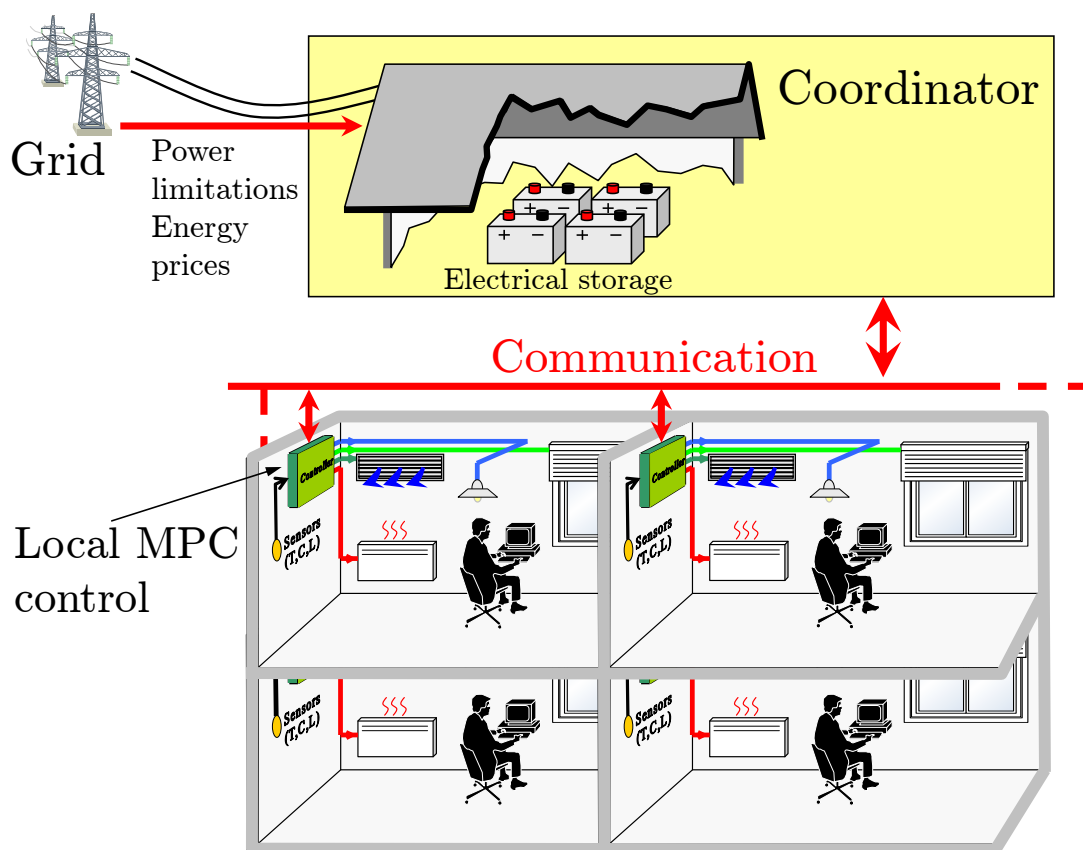 Coordinator
Grid
Power
limitations
Energy
prices
+ − + −
+ − + −
Electrical storage
Communication
Controller
Controller
Local MPC
control
Sensors
(T,C,L)
Sensors
(T,C,L)
Sensors
(T,C,L)
Sensors
(T,C,L)